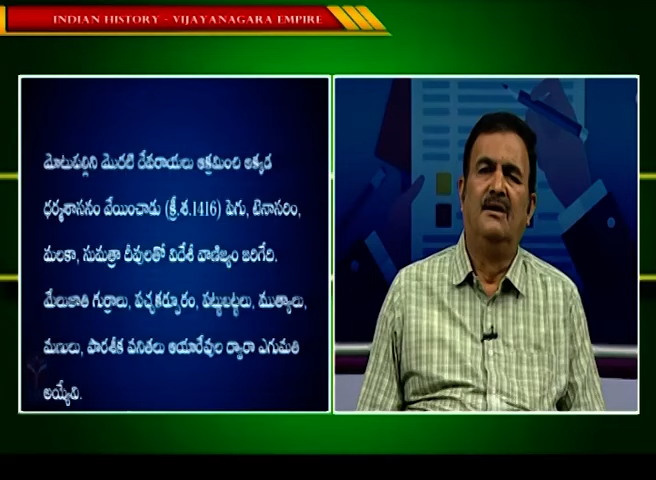 INDIAN HISTORY - VIJAYANAGARA EMPIRE
మోటుపల్లిని మొదటి దేవరాయలు ఆక్రమించి అక్కడ
ధర్మశాసనం వేయించాడు (క్రీ.శ.1416) పెగు, టెనాసరిం,
మలకా, సుమత్రా దీవులతో విదేశీ వాణిజ్యం జరిగేది.
మేలుజాతి గుర్రాలు, పచ్చకర్పూరం, పట్టుబట్టలు. ముత్యాలు,
మణులు, పారశీక వనితలు ఆయారేవుల ద్వారా ఎగుమతి
అయ్యేవి.